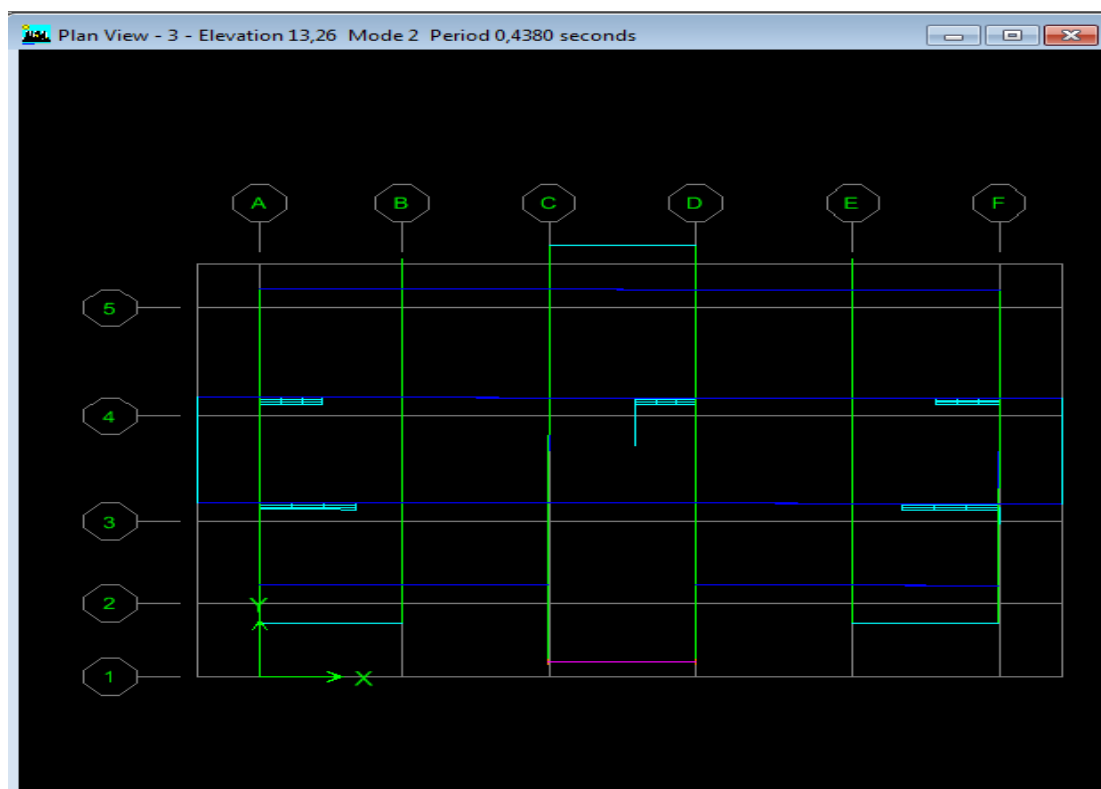 Plan View - 3 - Elevation 13,26 Mode 2 Period 0,4380 seconds
A B C D E F
5
4
3
2
Y
X
1